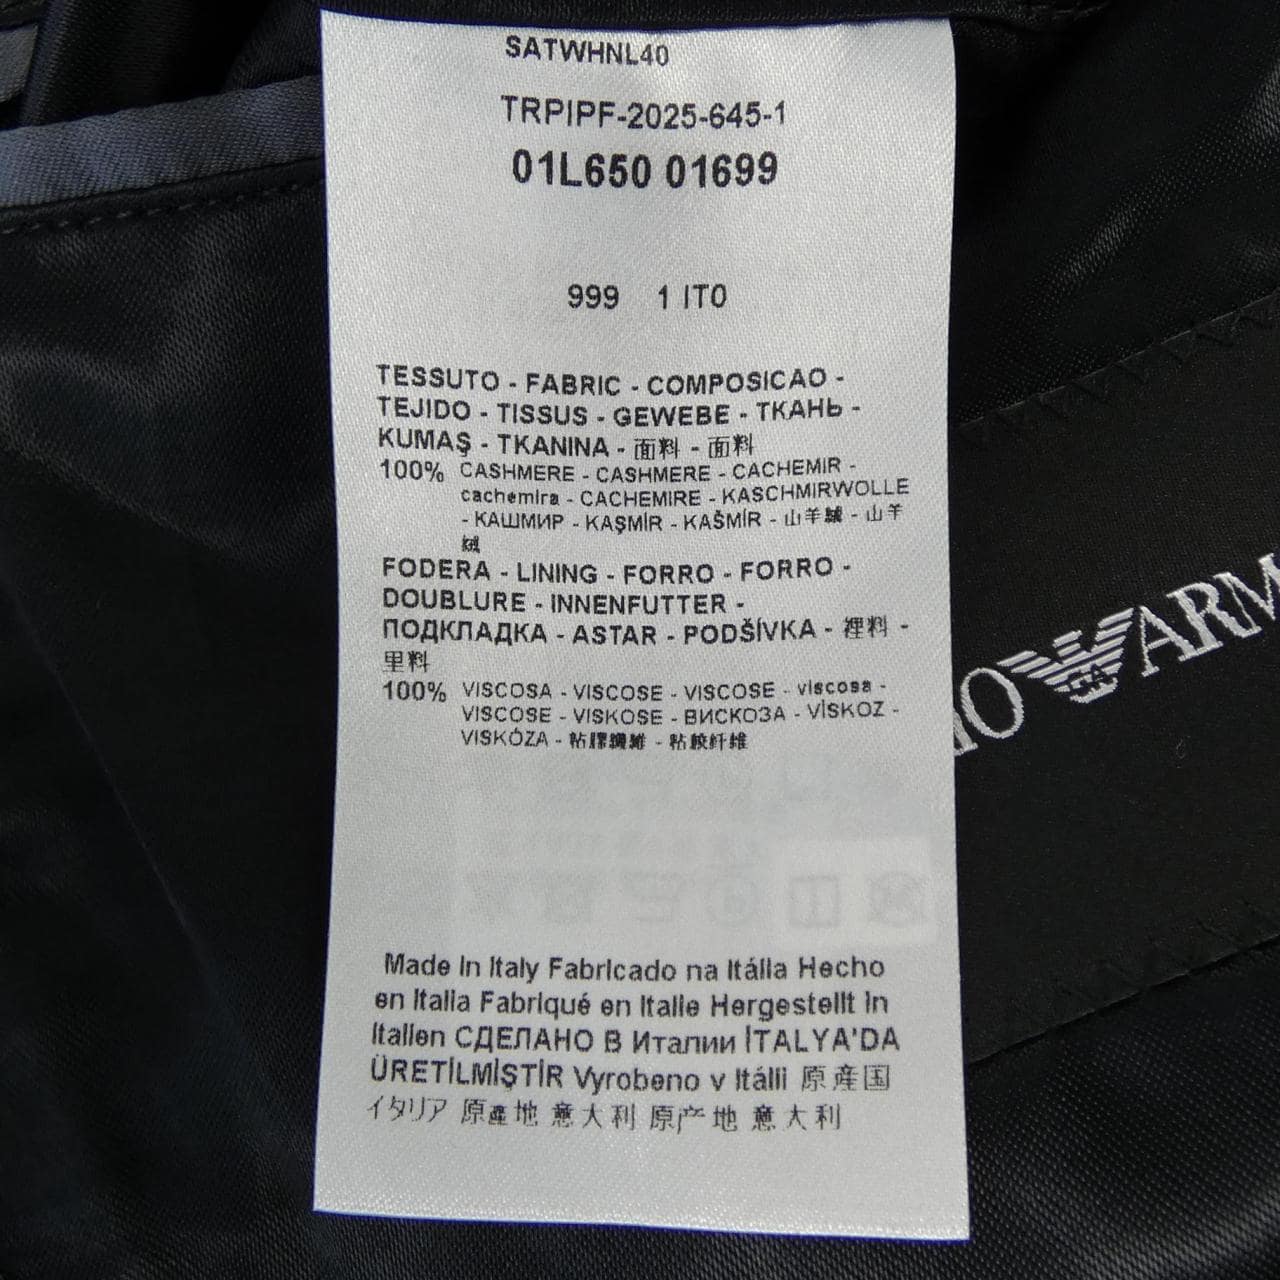 SATWHNL40
TRPIPF-2025-645-1
01L650 01699
999 1 IT0
TESSUTO - FABRIC - COMPOSICAO -
TEJIDO - TISSUS - GEWEBE - ТКАНЬ -
KUMAŞ - TKANINA - 面料 - 面料
100% CASHMERE - CASHMERE - CACHEMIR -
cachemira - CACHEMIRE - KASCHMIRWOLLE
- КАШМИР - KAŞMİR - KAŠMÍR - 山羊絨 - 山羊
绒
FODERA - LINING - FORRO - FORRO -
DOUBLURE - INNENFUTTER -
ПОДКЛАДКА - ASTAR - PODŠÍVKA - 裡料 -
里料
100% VISCOSA - VISCOSE - VISCOSE - viscosa -
VISCOSE - VISKOSE - ВИСКОЗА - VİSKOZ -
VISKÓZA - 粘膠纖維 - 粘胶纤维
Made in Italy Fabricado na Itália Hecho
en Italia Fabriqué en Italie Hergestellt in
Italien СДЕЛАНО В Италии İTALYA'DA
ÜRETİLMİŞTİR Vyrobeno v Itálii 原産国
イタリア 原產地 意大利 原产地 意大利
IO ARM